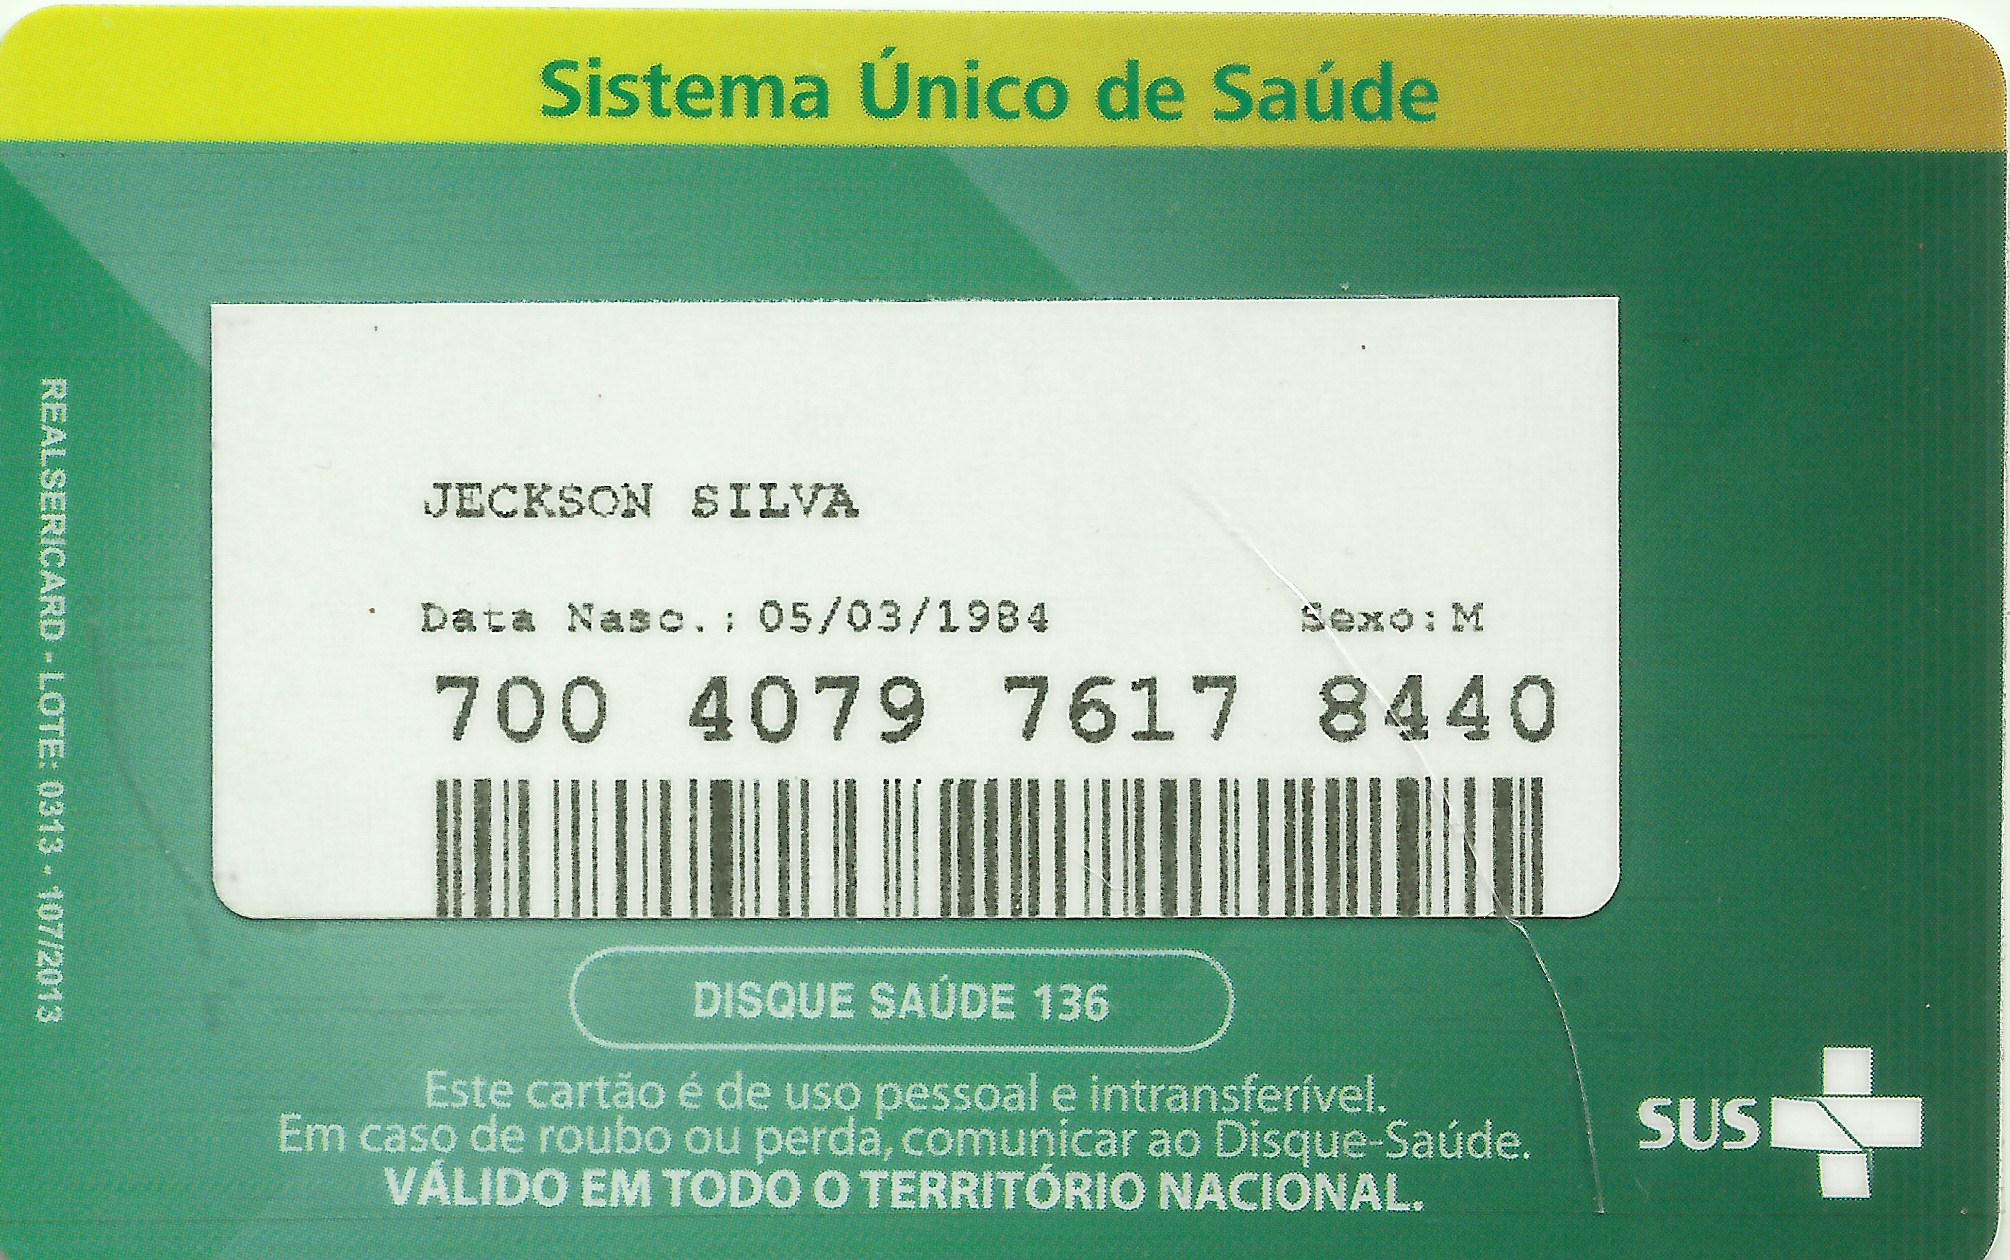 Sistema Único de Saúde
JECKSON SILVA
Data Nasc.: 05/03/1984 Sexo: M
700 4079 7617 8440
DISQUE SAÚDE 136
Este cartão é de uso pessoal e intransferível.
Em caso de roubo ou perda, comunicar ao Disque-Saúde.
VÁLIDO EM TODO O TERRITÓRIO NACIONAL.
SUS
REALSERICARD - LOTE: 0313 - 107/2013